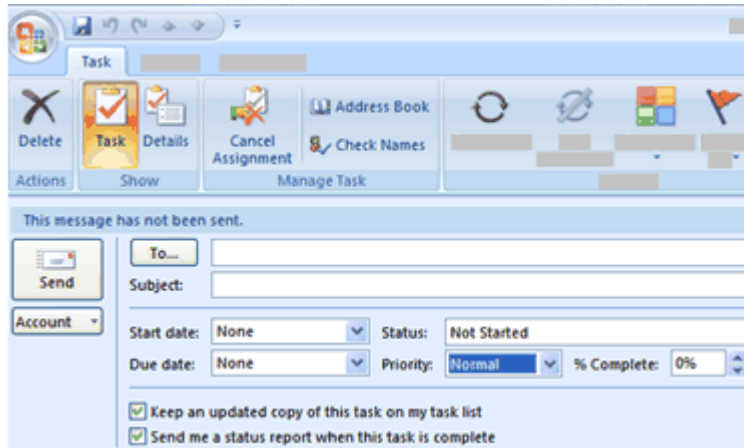 Task
Delete
Task
Details
Cancel
Assignment
Address Book
Check Names
Actions
Show
Manage Task
This message has not been sent.
Send
Account
To...
Subject:
Start date: None Status: Not Started
Due date: None Priority: Normal % Complete: 0%
Keep an updated copy of this task on my task list
Send me a status report when this task is complete